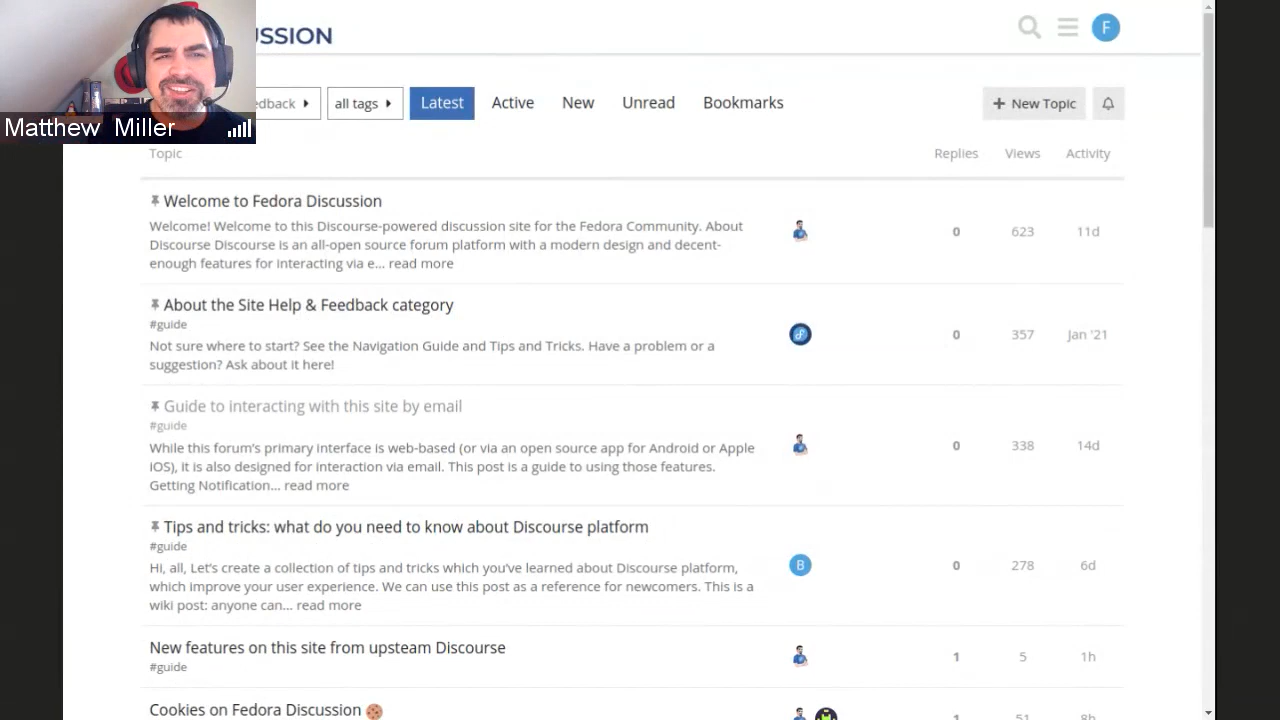 SSION
F
Matthew Miller
edback
all tags
Latest
Active
New
Unread
Bookmarks
+ New Topic
Topic
Replies
Views
Activity
Welcome to Fedora Discussion
Welcome! Welcome to this Discourse-powered discussion site for the Fedora Community. About
Discourse Discourse is an all-open source forum platform with a modern design and decent-
enough features for interacting via e... read more
0
623
11d
About the Site Help & Feedback category
#guide
Not sure where to start? See the Navigation Guide and Tips and Tricks. Have a problem or a
suggestion? Ask about it here!
0
357
Jan '21
Guide to interacting with this site by email
#guide
While this forum's primary interface is web-based (or via an open source app for Android or Apple
IOS), it is also designed for interaction via email. This post is a guide to using those features.
Getting Notification... read more
0
338
14d
Tips and tricks: what do you need to know about Discourse platform
#guide
Hi, all, Let's create a collection of tips and tricks which you've learned about Discourse platform,
which improve your user experience. We can use this post as a reference for newcomers. This is a
wiki post: anyone can... read more
B
0
278
6d
New features on this site from upsteam Discourse
#guide
1
5
1h
Cookies on Fedora Discussion
1
51
8h